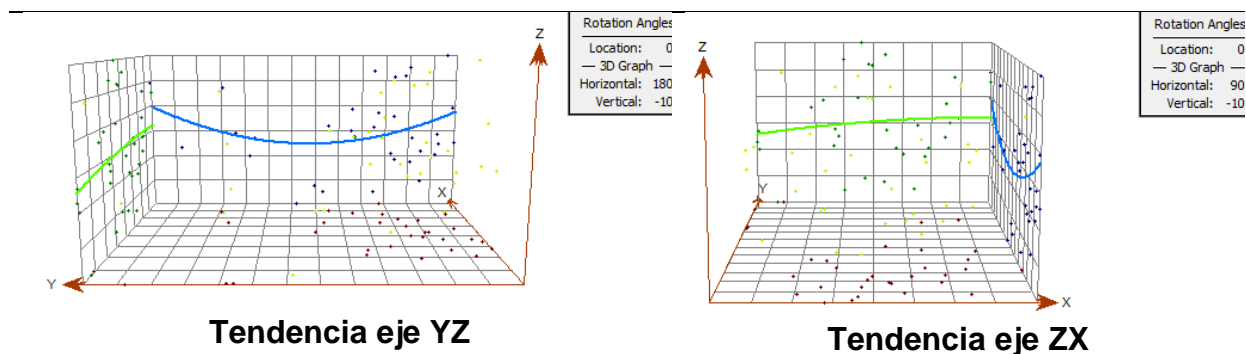 Rotation Angles
Location: 0
3D Graph
Horizontal: 180
Vertical: -10
Z
X
Y
Tendencia eje YZ
Rotation Angles
Location: 0
3D Graph
Horizontal: 90
Vertical: -10
Z
Y
X
Tendencia eje ZX